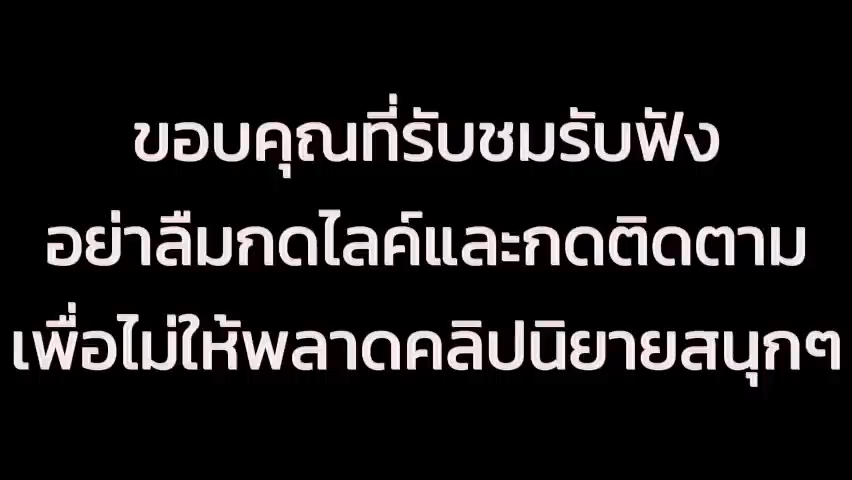 ขอบคุณที่รับชมรับฟัง
อย่าลืมกดไลค์และกดติดตาม
เพื่อไม่ให้พลาดคลิปนิยายสนุกๆ